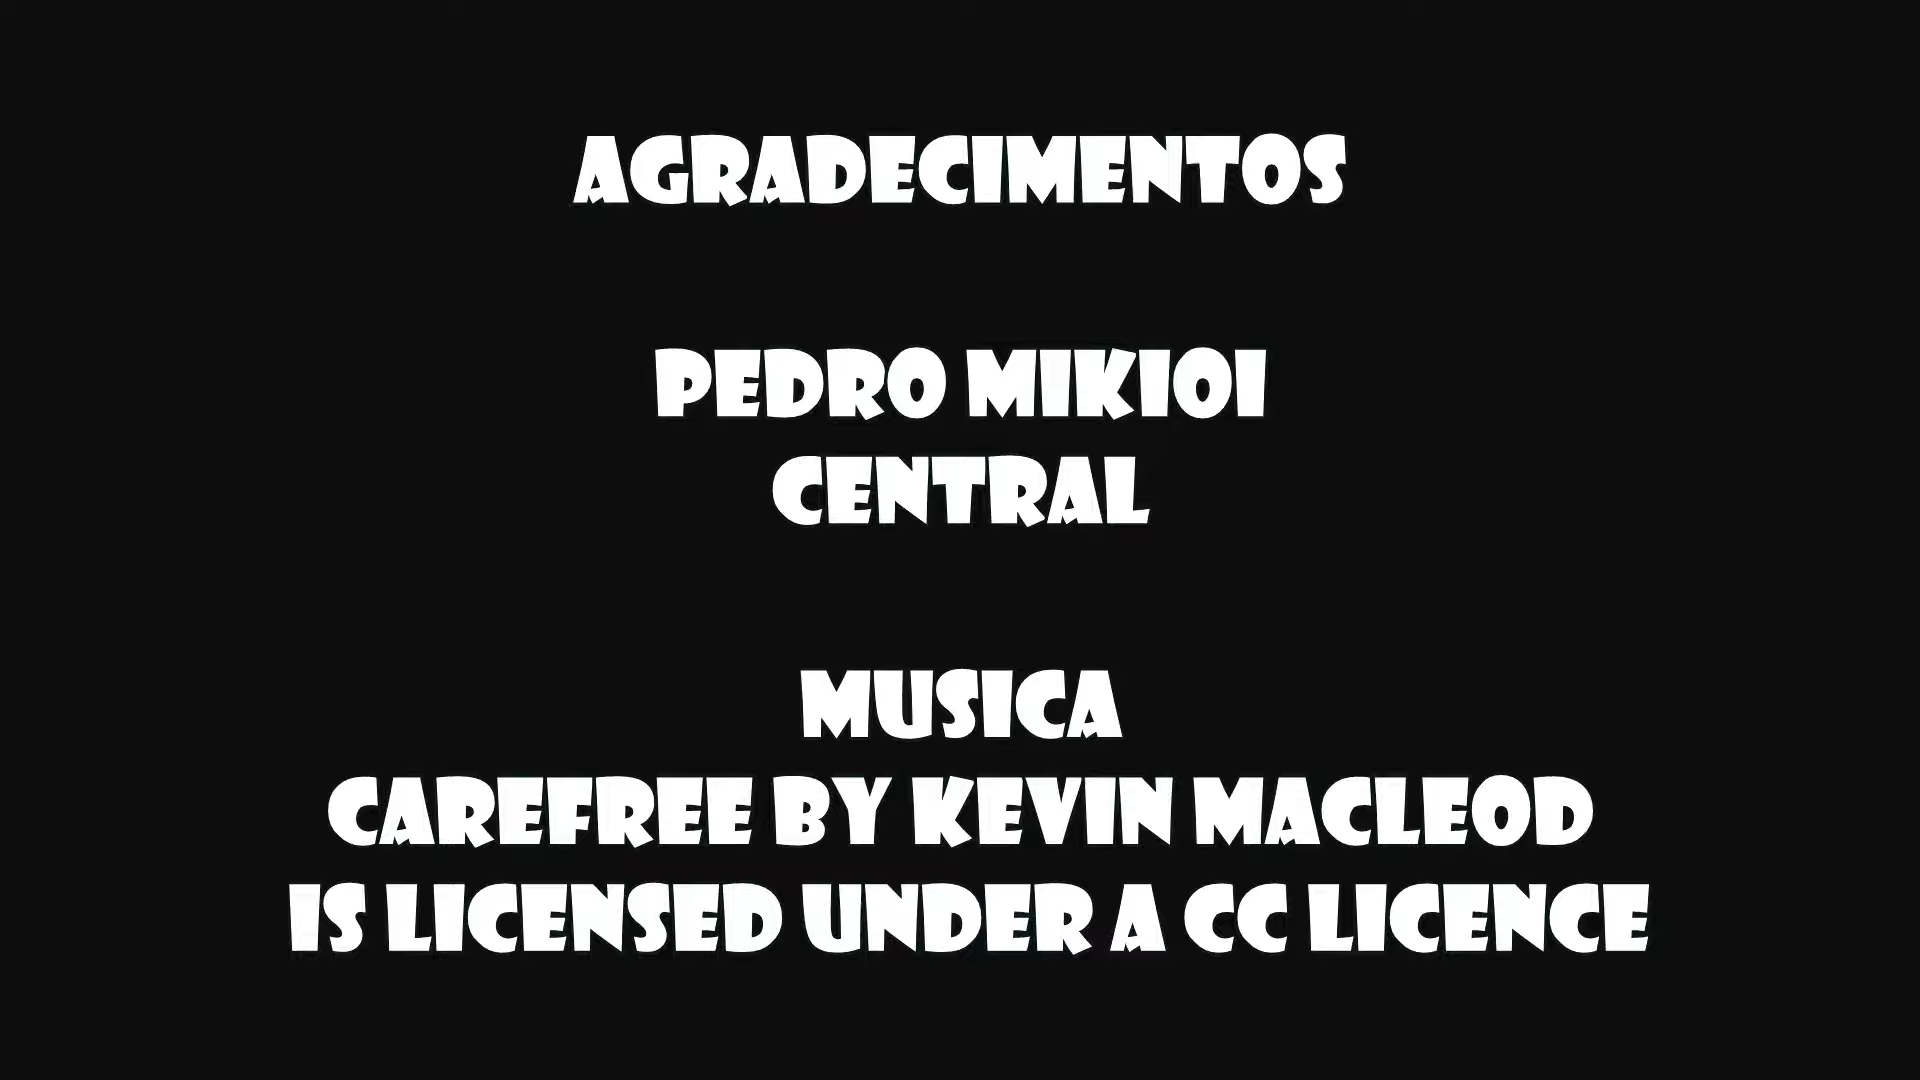 AGRADECIMENTOS
PEDRO MIKIOI
CENTRAL
MUSICA
CAREFREE BY KEVIN MACLEOD
IS LICENSED UNDER A CC LICENCE